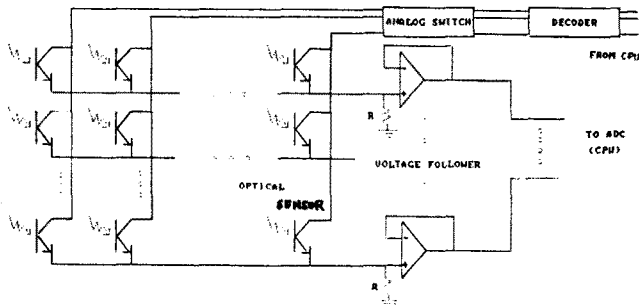 ANALOG SWITCH
DECODER
FROM CPU
R
TO ADC
(CPU)
VOLTAGE FOLLOWER
OPTICAL
SENSOR
R